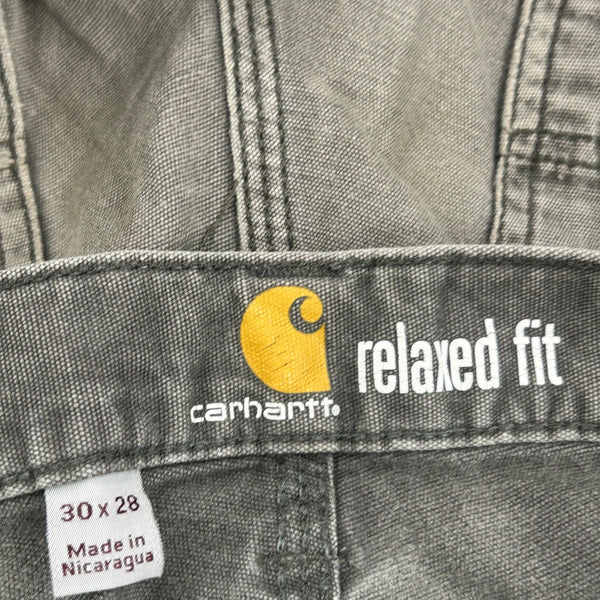 carhartt.
relaxed fit
30 x 28
Made in
Nicaragua